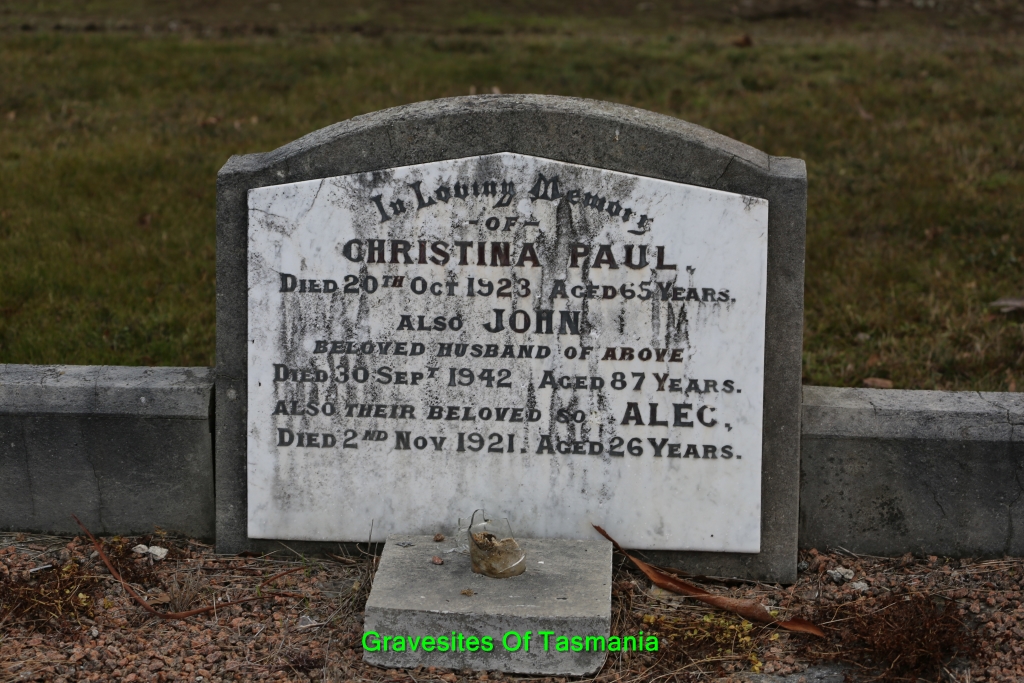 In Loving Memory
-OF-
CHRISTINA PAUL.
DIED 20TH OCT 1923 AGED 65 YEARS.
ALSO JOHN
BELOVED HUSBAND OF ABOVE
DIED 30 SEPT 1942 AGED 87 YEARS.
ALSO THEIR BELOVED SO ALEC,
DIED 2ND NOV 1921. AGED 26 YEARS.
Gravesites Of Tasmania